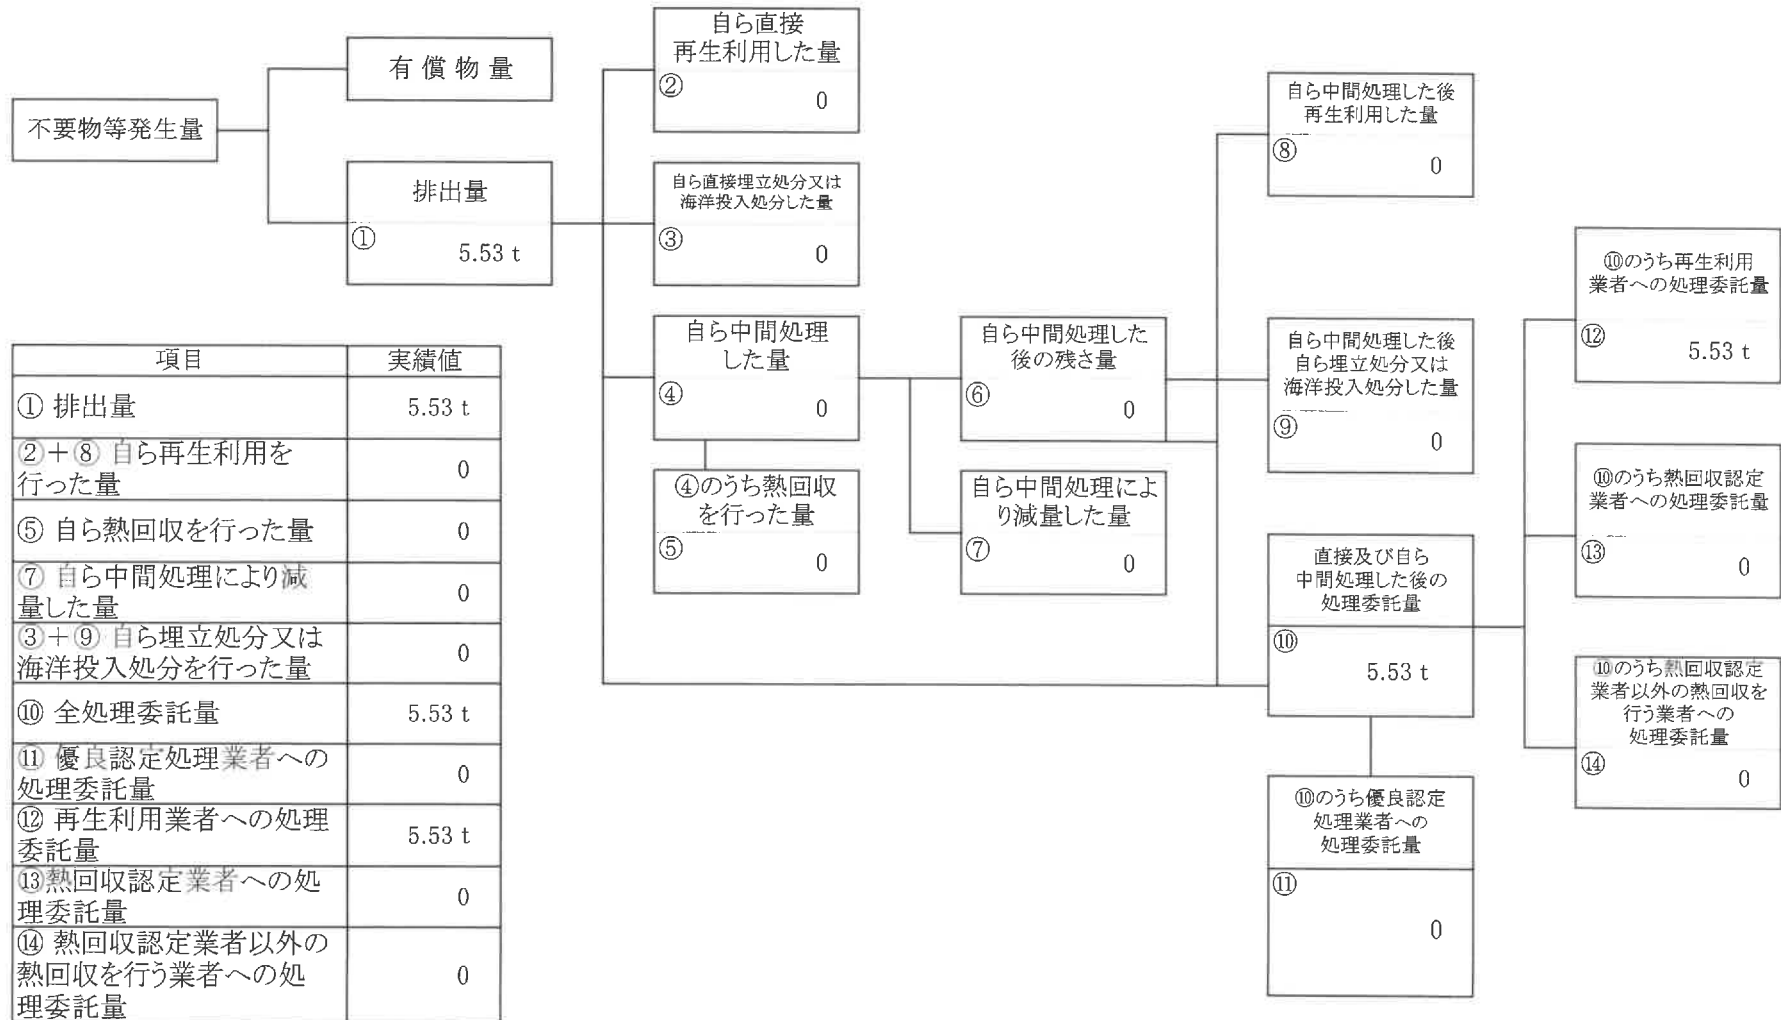 不要物等発生量
有償物量
排出量
①
5.53 t
自ら直接
再生利用した量
②
0
自ら直接埋立処分又は
海洋投入処分した量
③
0
自ら中間処理
した量
④
0
④のうち熱回収
を行った量
⑤
0
自ら中間処理した
後の残さ量
⑥
0
自ら中間処理によ
り減量した量
⑦
0
自ら中間処理した後
再生利用した量
⑧
0
自ら中間処理した後
自ら埋立処分又は
海洋投入処分した量
⑨
0
直接及び自ら
中間処理した後の
処理委託量
⑩
5.53 t
⑩のうち優良認定
処理業者への
処理委託量
⑪
0
⑩のうち再生利用
業者への処理委託量
⑫
5.53 t
⑩のうち熱回収認定
業者への処理委託量
⑬
0
⑩のうち熱回収認定
業者以外の熱回収を
行う業者への
処理委託量
⑭
0
項目 実績値
① 排出量 5.53 t
②+⑧ 自ら再生利用を
行った量 0
⑤ 自ら熱回収を行った量 0
⑦ 自ら中間処理により減
量した量 0
③+⑨ 自ら埋立処分又は
海洋投入処分を行った量 0
⑩ 全処理委託量 5.53 t
⑪ 優良認定処理業者への
処理委託量 0
⑫ 再生利用業者への処理
委託量 5.53 t
⑬熱回収認定業者への処
理委託量 0
⑭ 熱回収認定業者以外の
熱回収を行う業者への処
理委託量 0